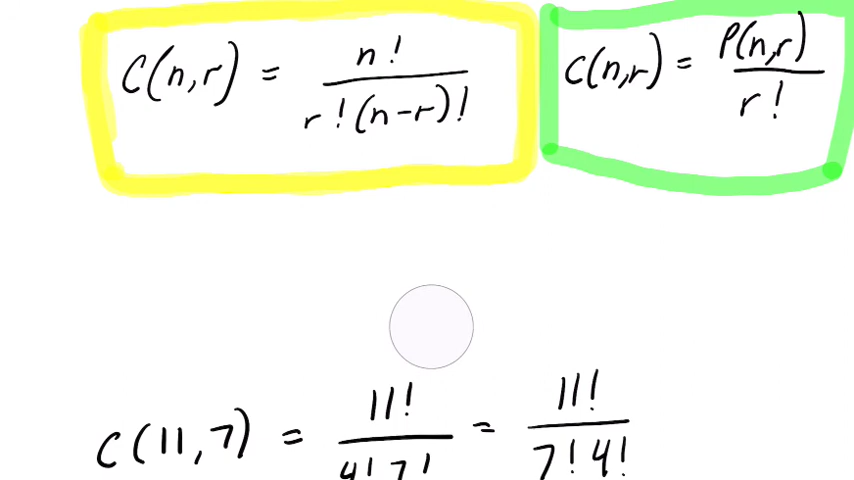 C(n,r) = n! / r!(n-r)!
C(n,r) = P(n,r) / r!
C(11,7) = 11! / 4!7! = 11! / 7!4!